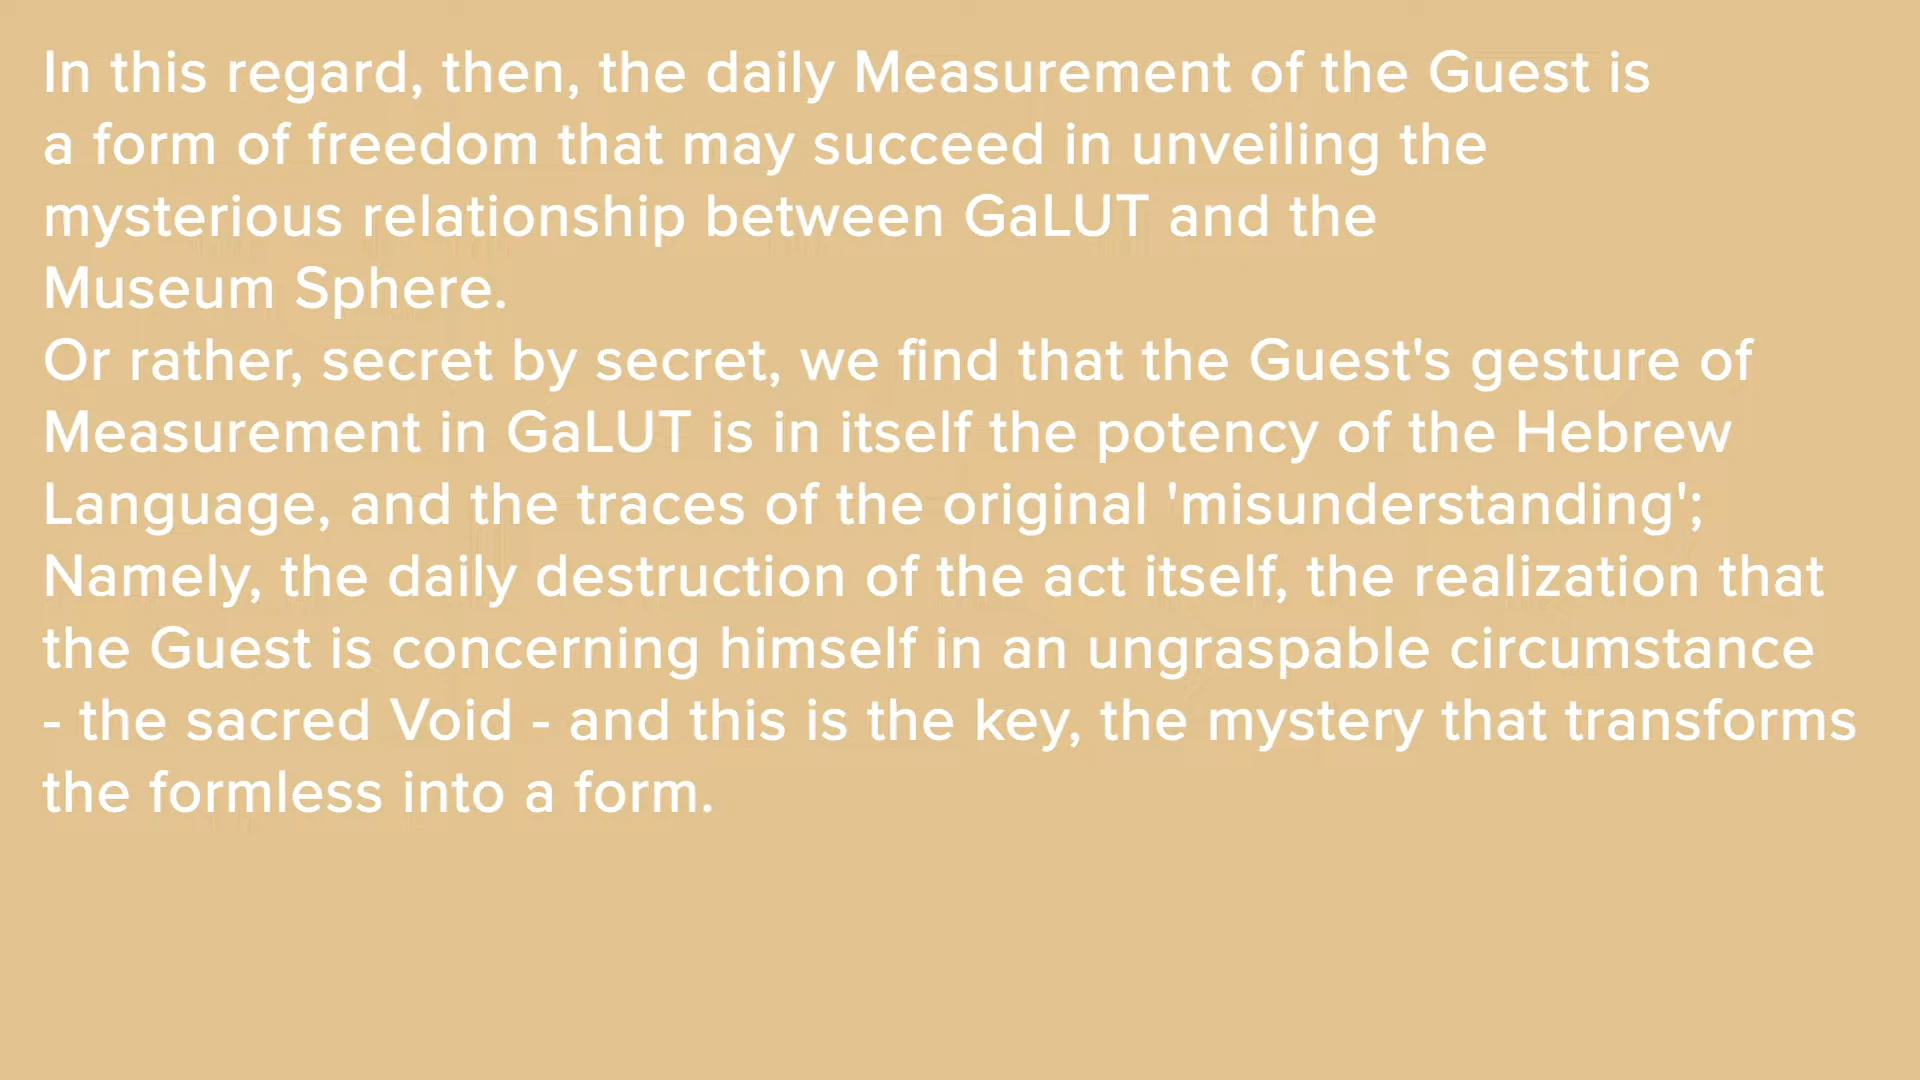 In this regard, then, the daily Measurement of the Guest is
a form of freedom that may succeed in unveiling the
mysterious relationship between GaLUT and the
Museum Sphere.
Or rather, secret by secret, we find that the Guest's gesture of
Measurement in GaLUT is in itself the potency of the Hebrew
Language, and the traces of the original 'misunderstanding';
Namely, the daily destruction of the act itself, the realization that
the Guest is concerning himself in an ungraspable circumstance
- the sacred Void - and this is the key, the mystery that transforms
the formless into a form.